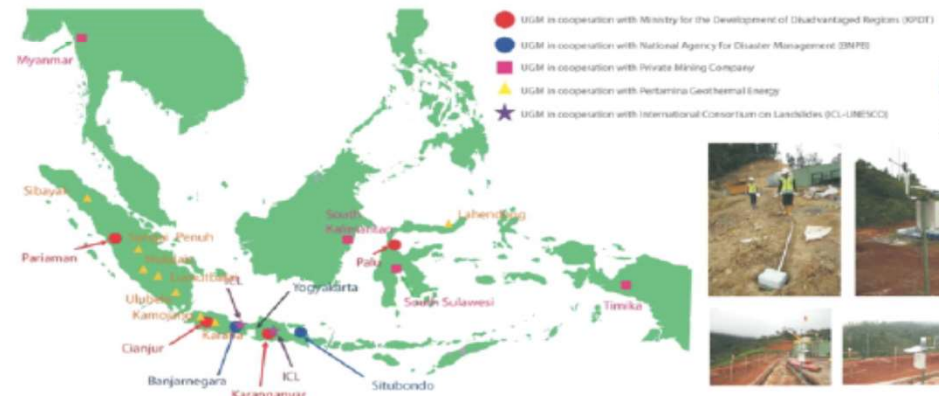 UGM in cooperation with Ministry for the Development of Disadvantaged Regions (KPDT)
UGM in cooperation with National Agency for Disaster Management (BNPB)
UGM in cooperation with Private Mining Company
UGM in cooperation with Pertamina Geothermal Energy
UGM in cooperation with International Consortium on Landslides (ICL-UNESCO)
Myanmar
Sibayak
Lahendang
South
Kalimantan
Penuh
Pariaman
Palu
ICL
Yogyakarta
South Sulawesi
Timika
Ulubelu
Kamojang
Cianjur
Karaha
Banjarnegara
ICL
Situbondo
Karanganyar